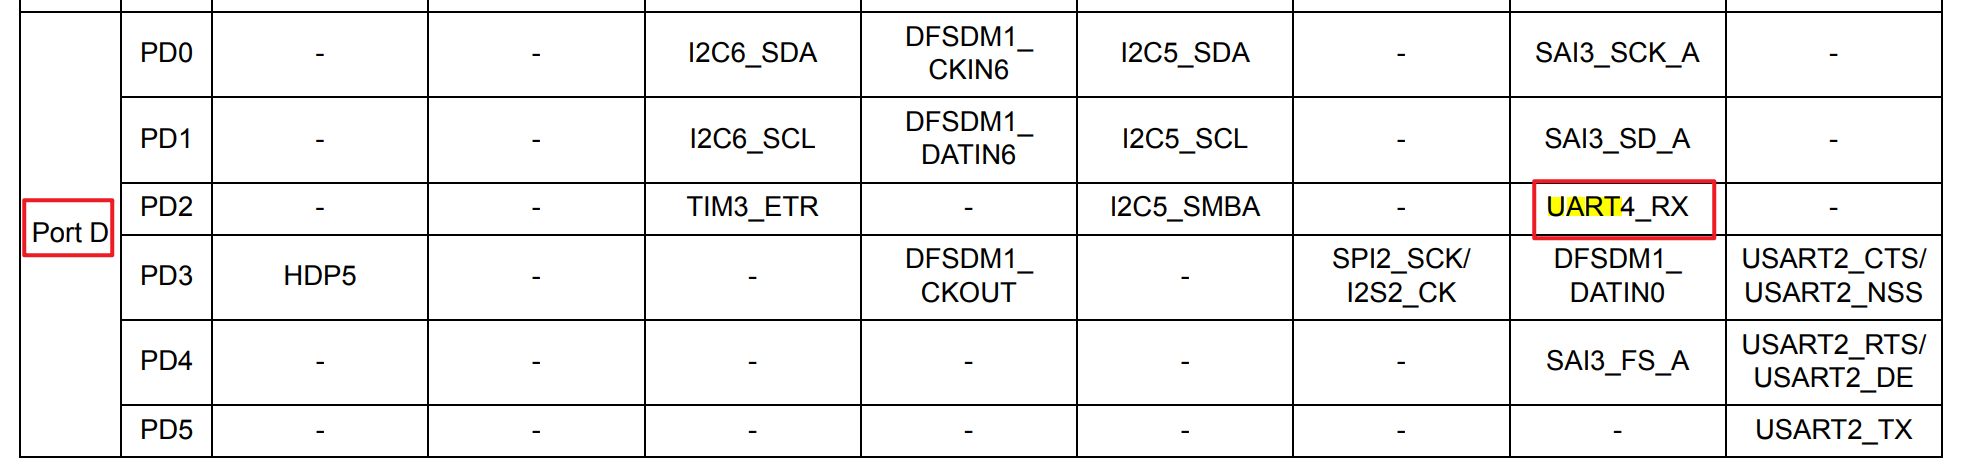 PD0 - - I2C6_SDA DFSDM1_ CKIN6 I2C5_SDA - SAI3_SCK_A -
PD1 - - I2C6_SCL DFSDM1_ DATIN6 I2C5_SCL - SAI3_SD_A -
PD2 - - TIM3_ETR - I2C5_SMBA - UART4_RX -
Port D
PD3 HDP5 - - DFSDM1_ CKOUT - SPI2_SCK/ I2S2_CK DFSDM1_ DATIN0 USART2_CTS/ USART2_NSS
PD4 - - - - - - SAI3_FS_A USART2_RTS/ USART2_DE
PD5 - - - - - - - USART2_TX